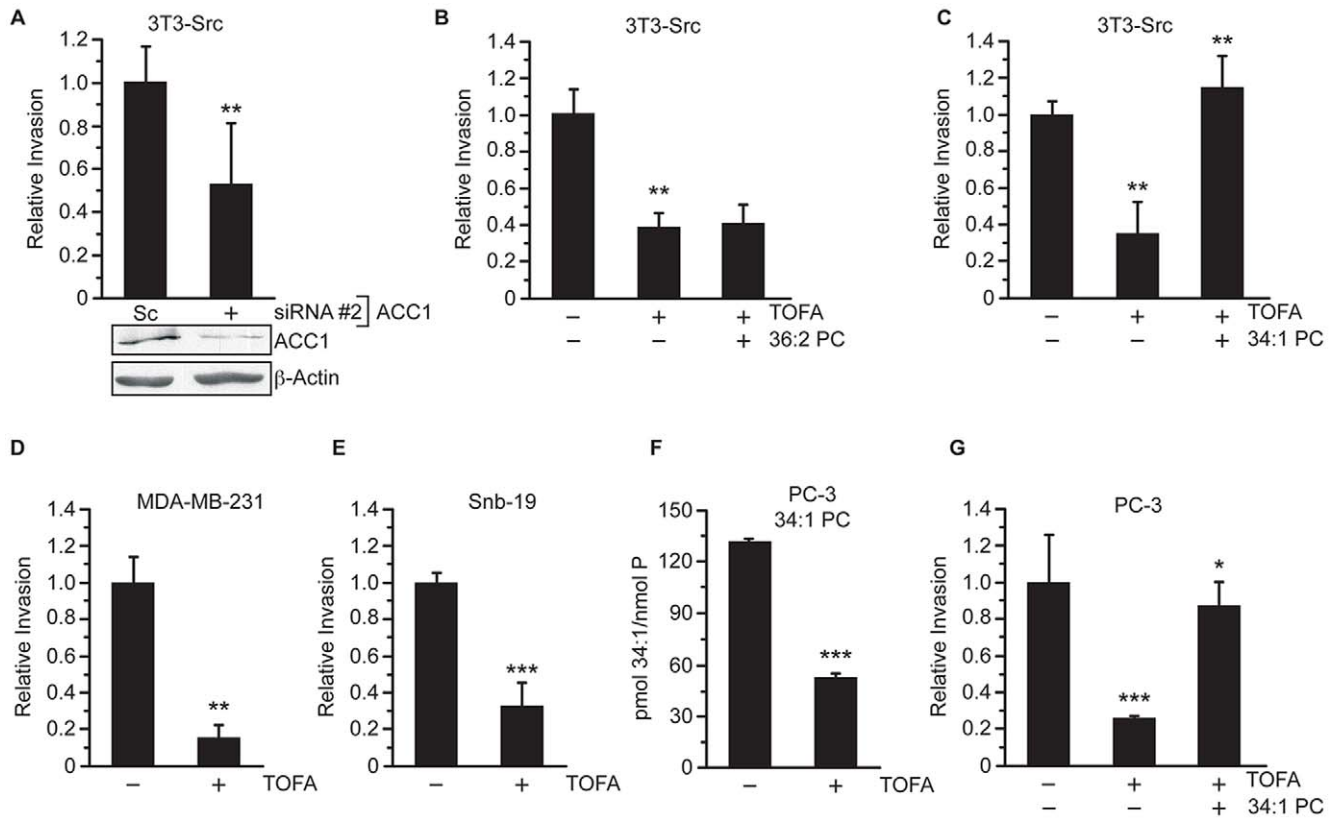 A
3T3-Src
Relative Invasion
1.2
1.0
0.8
0.6
0.4
0.2
0
**
Sc + siRNA #2] ACC1
ACC1
β-Actin
B
3T3-Src
Relative Invasion
1.4
1.2
1.0
0.8
0.6
0.4
0.2
0
**
− + + TOFA
− − + 36:2 PC
C
3T3-Src
Relative Invasion
1.4
1.2
1.0
0.8
0.6
0.4
0.2
0
**
**
− + + TOFA
− − + 34:1 PC
D
MDA-MB-231
Relative Invasion
1.4
1.2
1.0
0.8
0.6
0.4
0.2
0
**
− + TOFA
E
Snb-19
Relative Invasion
1.4
1.2
1.0
0.8
0.6
0.4
0.2
0
***
− + TOFA
F
PC-3
34:1 PC
pmol 34:1/nmol P
150
120
90
60
30
0
***
− +
G
PC-3
Relative Invasion
1.4
1.2
1.0
0.8
0.6
0.4
0.2
0
***
*
− + + TOFA
− − + 34:1 PC